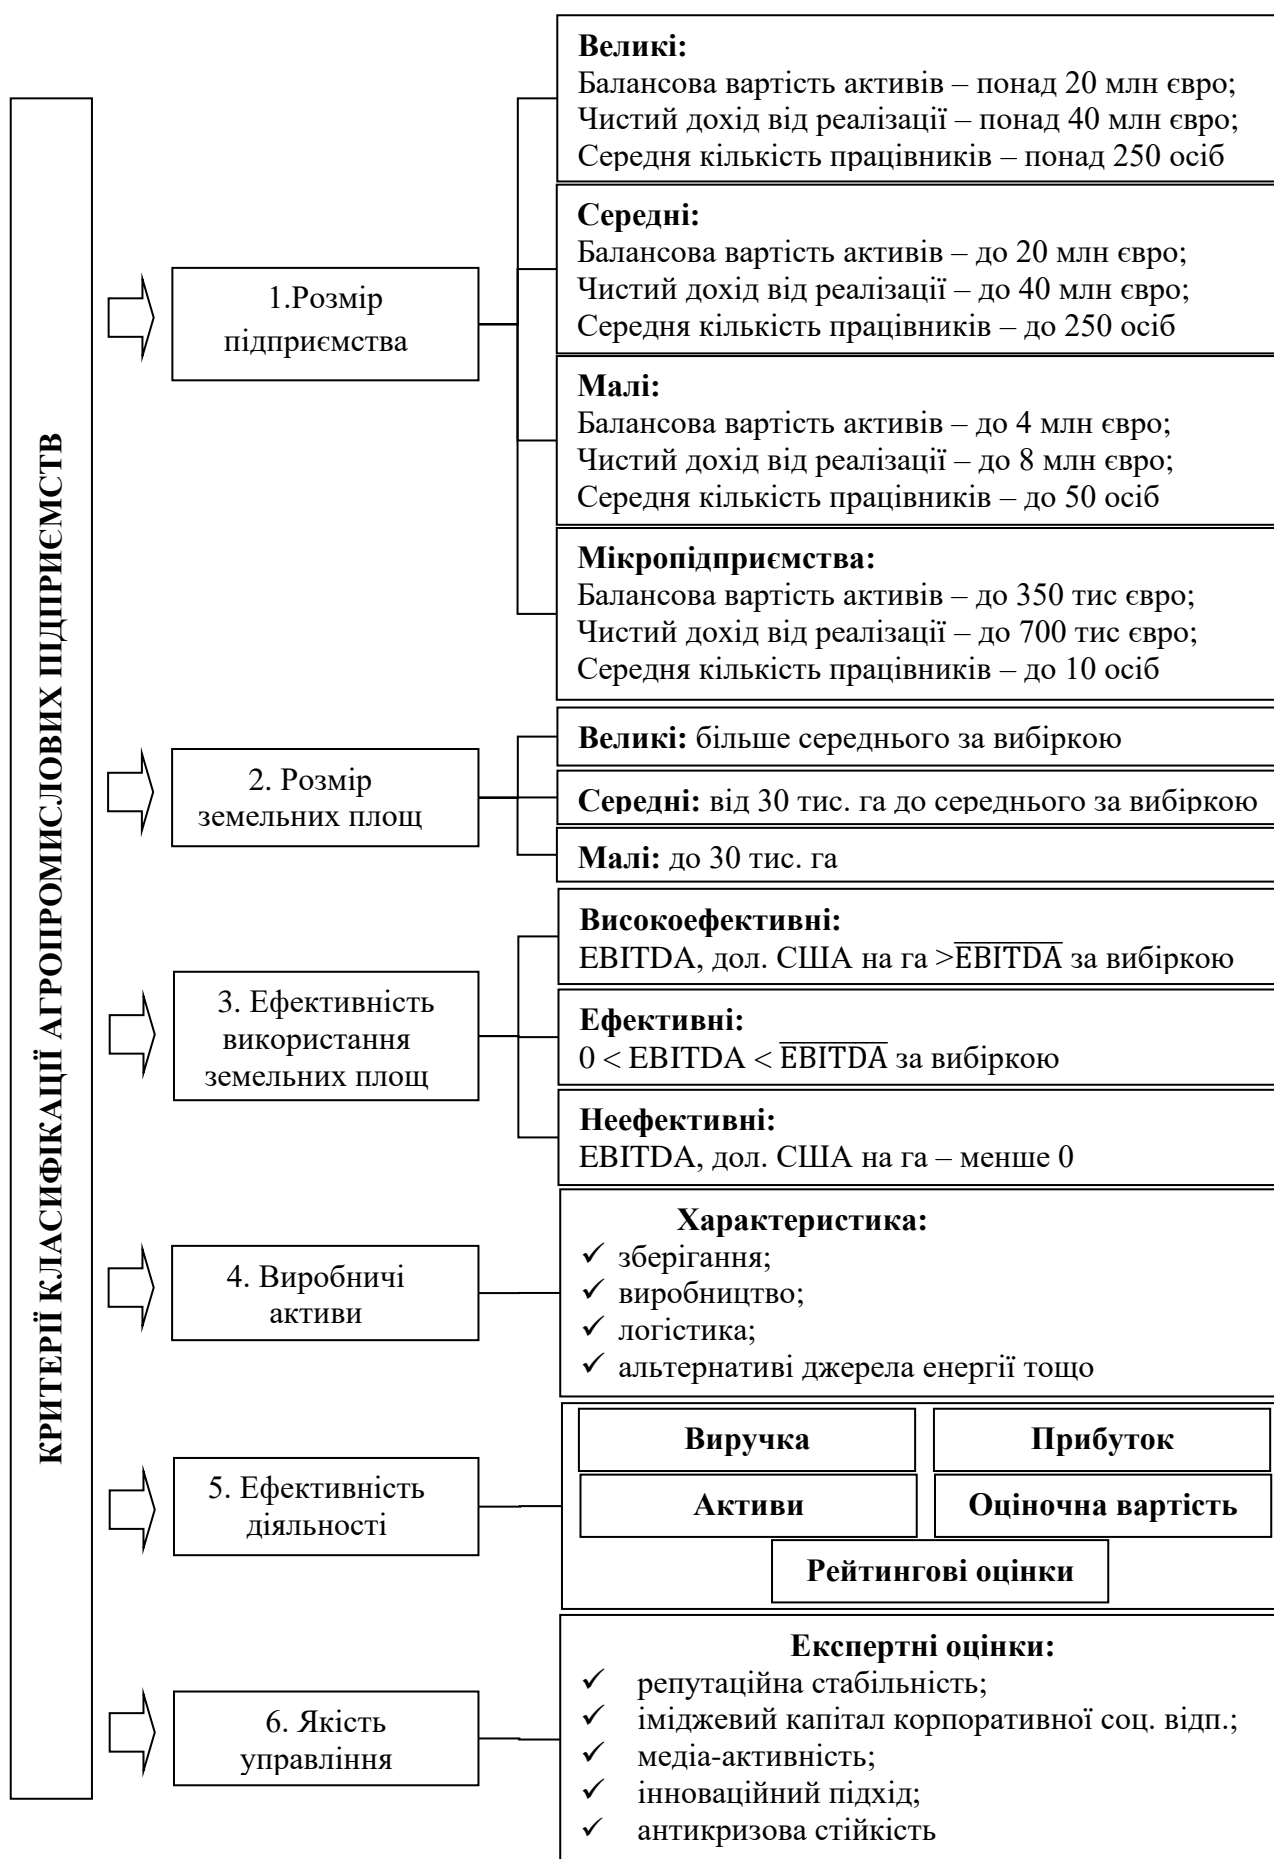 КРИТЕРІЇ КЛАСИФІКАЦІЇ АГРОПРОМИСЛОВИХ ПІДПРИЄМСТВ
1.Розмір
підприємства
Великі:
Балансова вартість активів – понад 20 млн євро;
Чистий дохід від реалізації – понад 40 млн євро;
Середня кількість працівників – понад 250 осіб
Середні:
Балансова вартість активів – до 20 млн євро;
Чистий дохід від реалізації – до 40 млн євро;
Середня кількість працівників – до 250 осіб
Малі:
Балансова вартість активів – до 4 млн євро;
Чистий дохід від реалізації – до 8 млн євро;
Середня кількість працівників – до 50 осіб
Мікропідприємства:
Балансова вартість активів – до 350 тис євро;
Чистий дохід від реалізації – до 700 тис євро;
Середня кількість працівників – до 10 осіб
2. Розмір
земельних площ
Великі: більше середнього за вибіркою
Середні: від 30 тис. га до середнього за вибіркою
Малі: до 30 тис. га
3. Ефективність
використання
земельних площ
Високоефективні:
EBITDA, дол. США на га >E̅B̅I̅T̅D̅A̅ за вибіркою
Ефективні:
0 < EBITDA < E̅B̅I̅T̅D̅A̅ за вибіркою
Неефективні:
EBITDA, дол. США на га – менше 0
4. Виробничі
активи
Характеристика:
✓ зберігання;
✓ виробництво;
✓ логістика;
✓ альтернативі джерела енергії тощо
5. Ефективність
діяльності
Виручка
Прибуток
Активи
Оціночна вартість
Рейтингові оцінки
6. Якість
управління
Експертні оцінки:
✓ репутаційна стабільність;
✓ іміджевий капітал корпоративної соц. відп.;
✓ медіа-активність;
✓ інноваційний підхід;
✓ антикризова стійкість